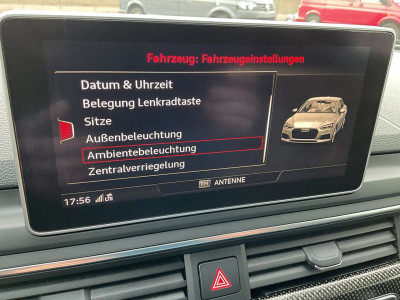 Fahrzeug: Fahrzeugeinstellungen
Datum & Uhrzeit
Belegung Lenkradtaste
Sitze
Außenbeleuchtung
Ambientebeleuchtung
Zentralverriegelung
17:56 ANTENNE